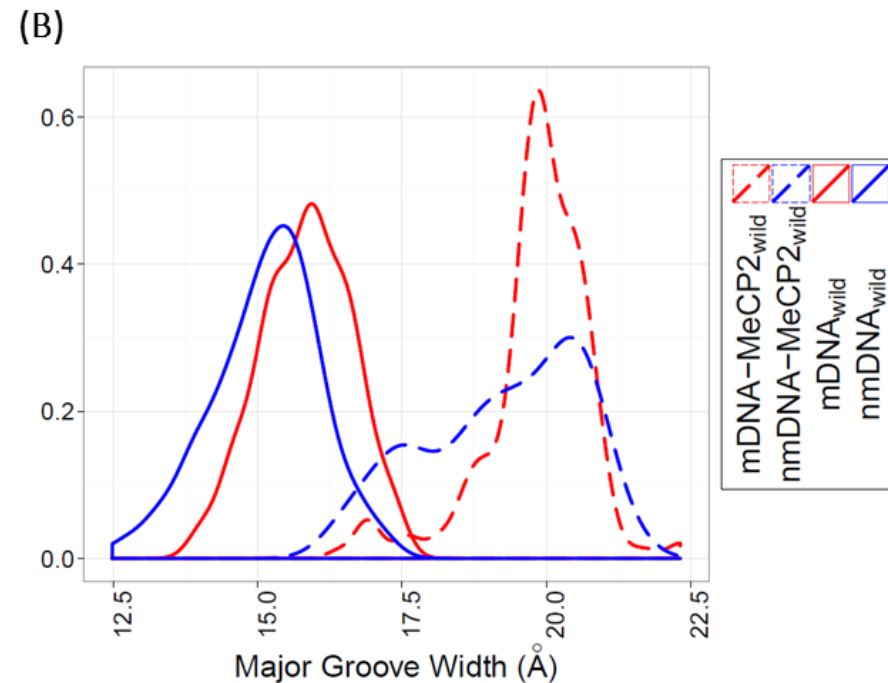 (B)
0.6
0.4
0.2
0.0
12.5
15.0
17.5
20.0
22.5
Major Groove Width (Å)
mDNA−MeCP2wild
nmDNA−MeCP2wild
mDNAwild
nmDNAwild